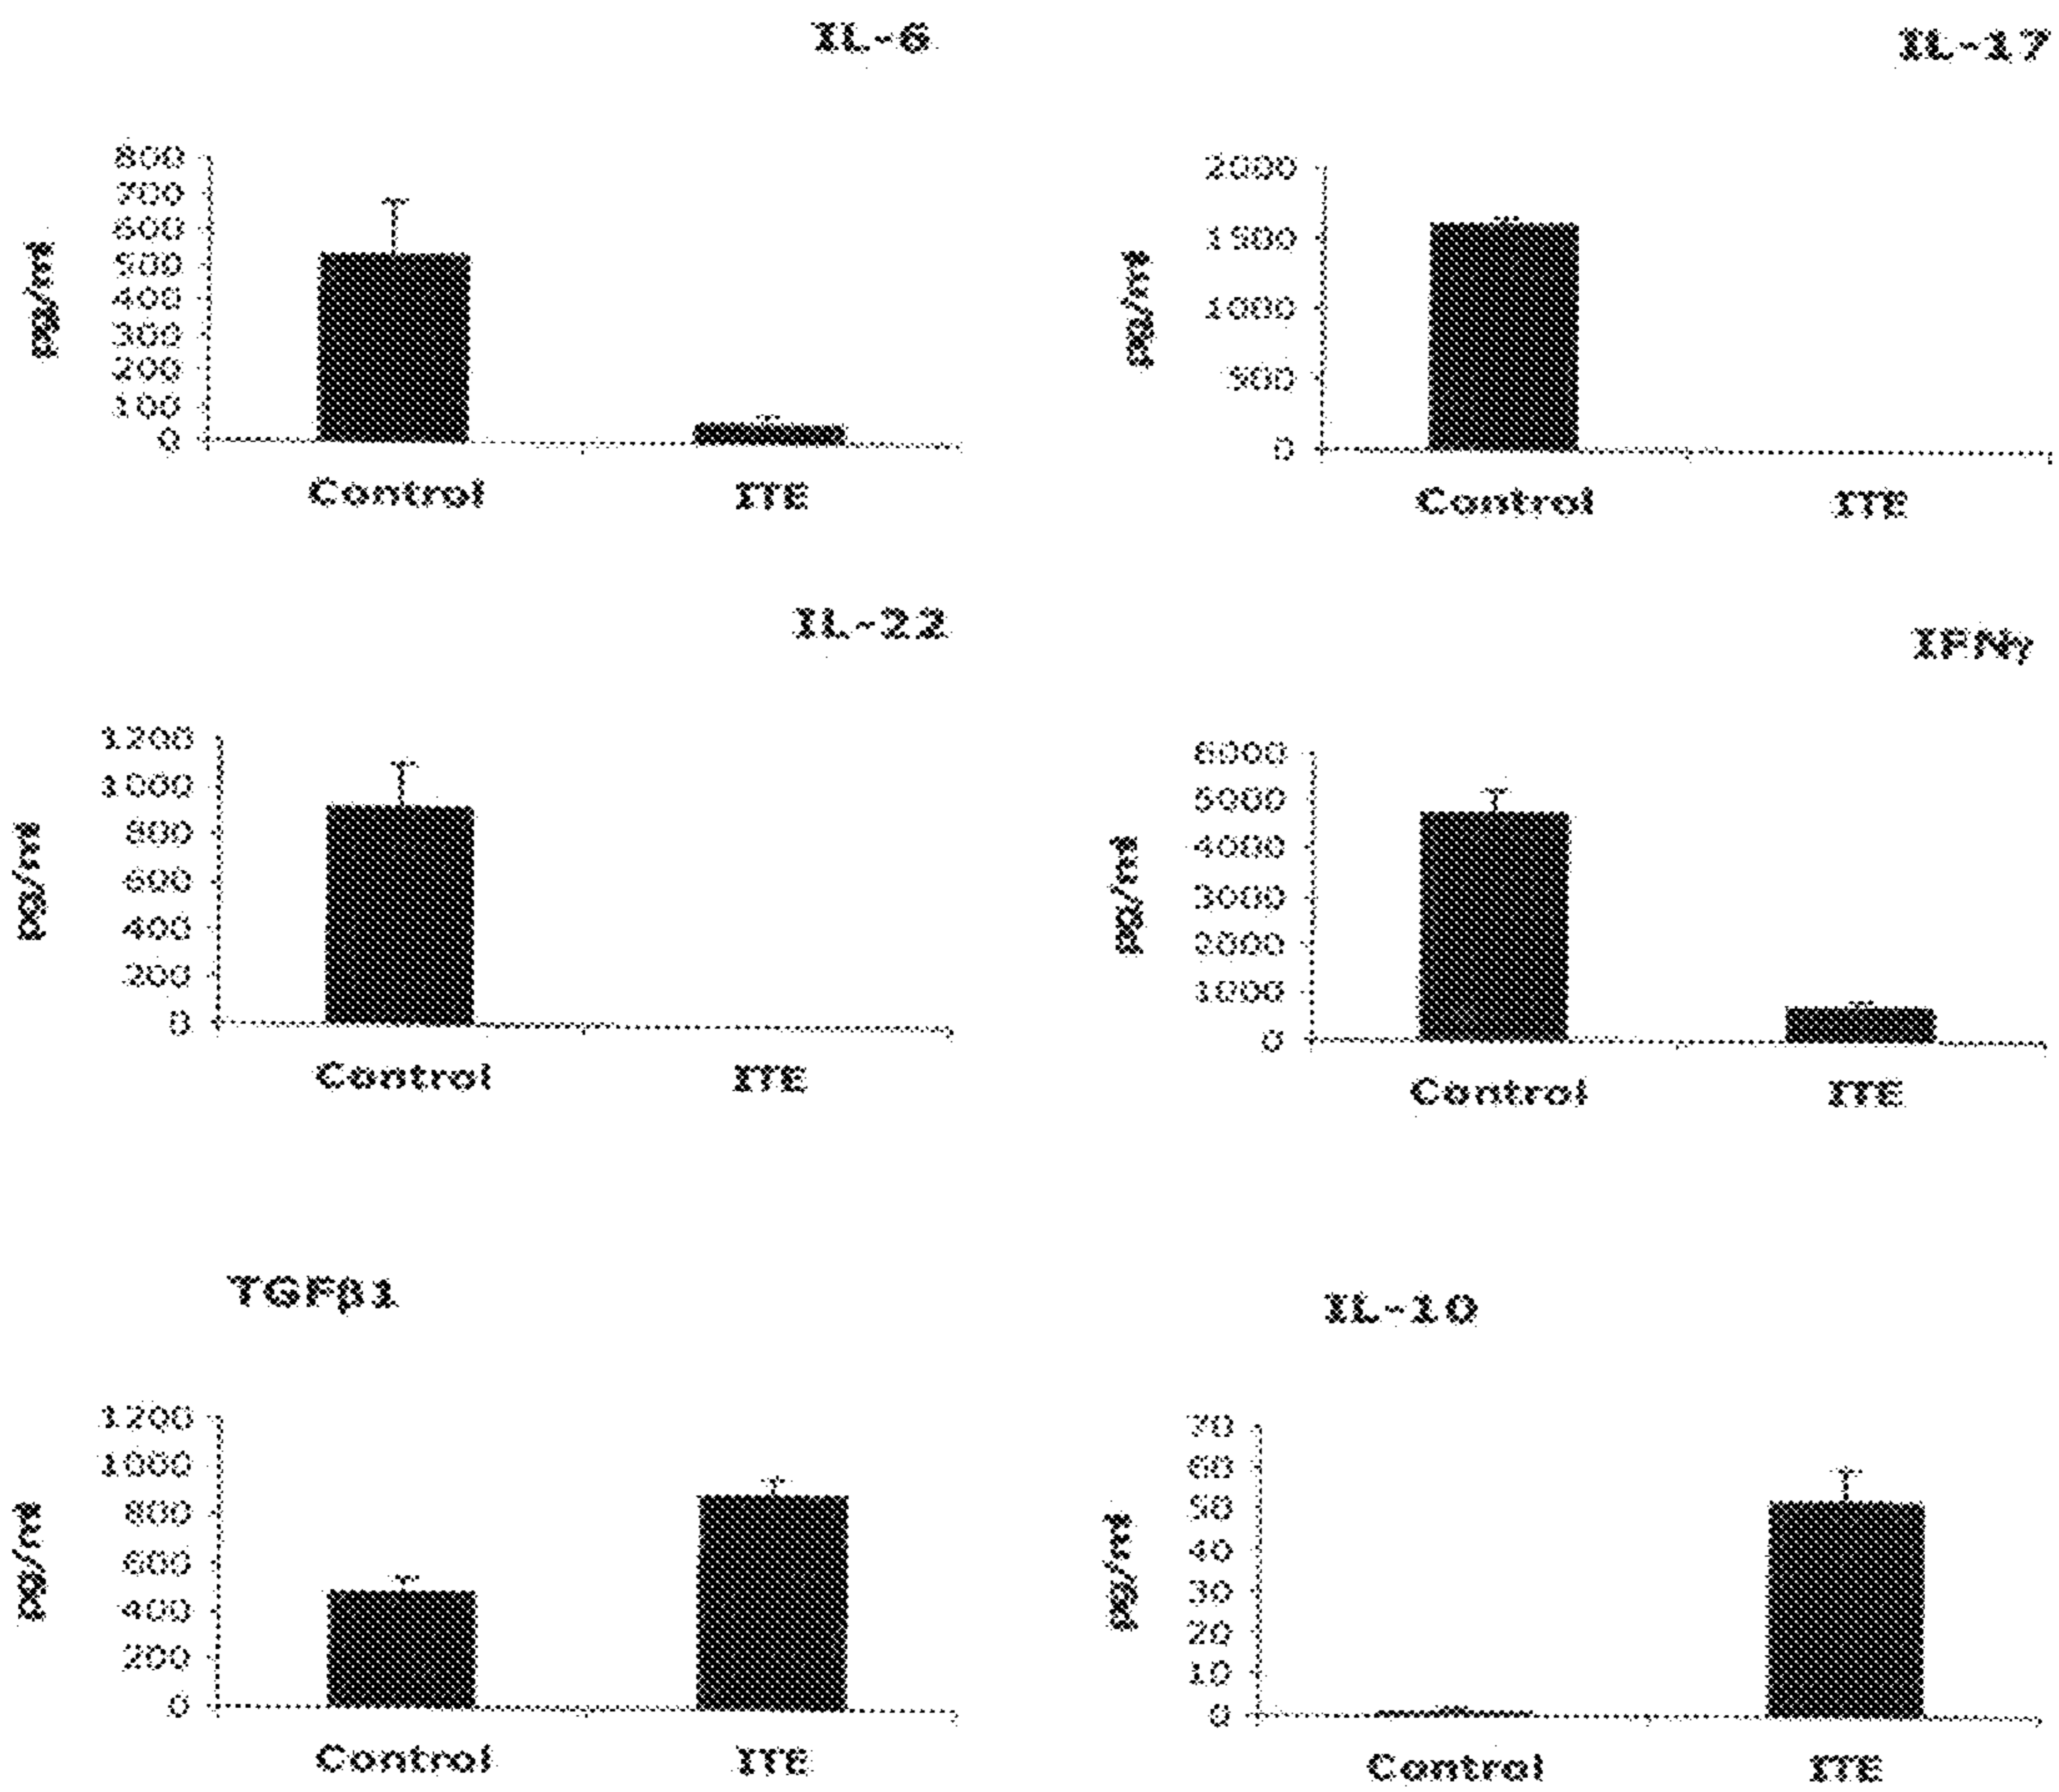 IL-6
800
700
600
500
400
300
200
100
0
pg/ml
Control ITE
IL-17
2000
1500
1000
500
0
pg/ml
Control ITE
IL-22
1200
1000
800
600
400
200
0
pg/ml
Control ITE
IFNγ
6000
5000
4000
3000
2000
1000
0
pg/ml
Control ITE
TGFβ1
1200
1000
800
600
400
200
0
pg/ml
Control ITE
IL-10
70
60
50
40
30
20
10
0
pg/ml
Control ITE